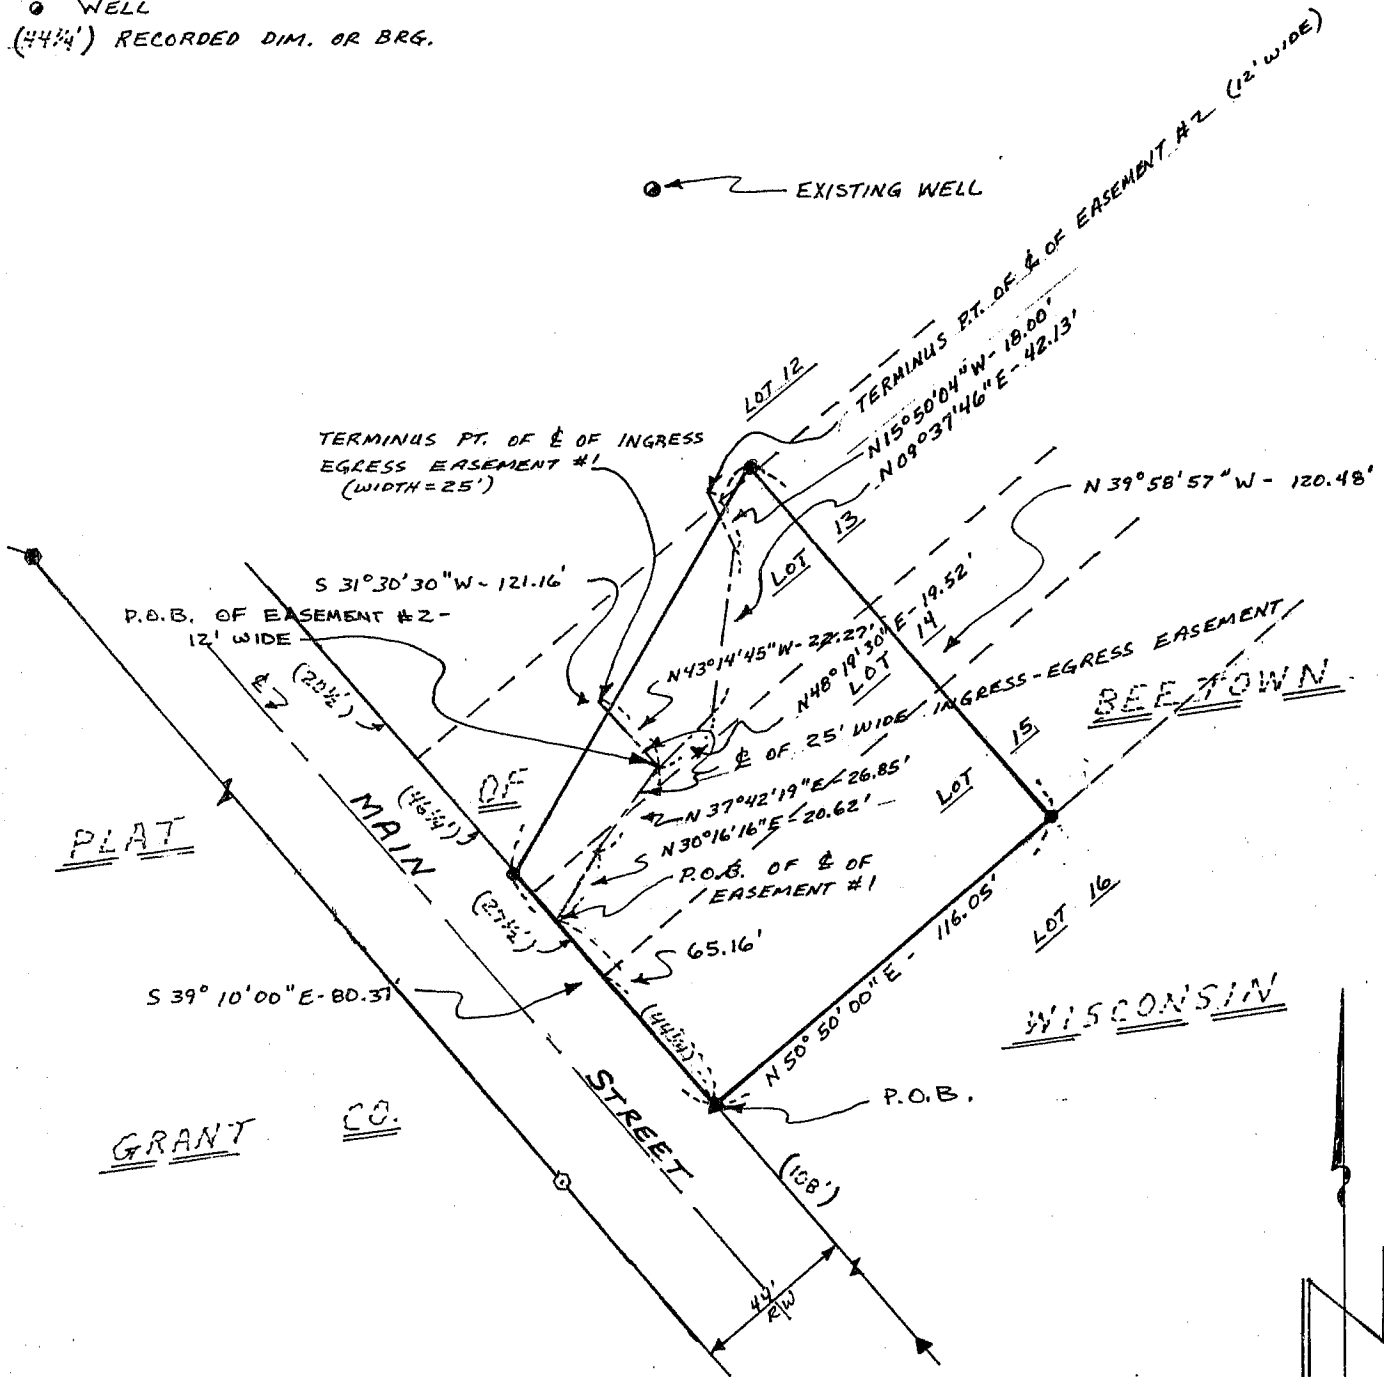 WELL
(44¼') RECORDED DIM. OR BRG.
(12' WIDE)
TERMINUS P.T. OF ℄ OF EASEMENT #2
EXISTING WELL
N15°50'04"W - 18.00'
N09°37'46"E - 42.13'
LOT 12
TERMINUS PT. OF ℄ OF INGRESS
EGRESS EASEMENT #1
(WIDTH = 25')
N 39°58'57"W - 120.48'
LOT 13
S 31°30'30"W - 121.16'
P.O.B. OF EASEMENT #2 -
12' WIDE
N43°14'45"W - 22.27'
N48°19'30"E - 19.52'
LOT 14
℄ OF 25' WIDE INGRESS-EGRESS EASEMENT
BEETOWN
℄
(20½')
(46¼')
OF
LOT 15
N 37°42'19"E - 26.85'
N 30°16'16"E - 20.62'
P.O.B. OF ℄ OF
EASEMENT #1
PLAT
MAIN
(27½')
65.16'
LOT 16
S 39° 10'00"E - 80.37'
(44¼')
N 50° 50' 00" E - 116.05'
WISCONSIN
STREET
P.O.B.
GRANT CO.
(108')
44'
R/W